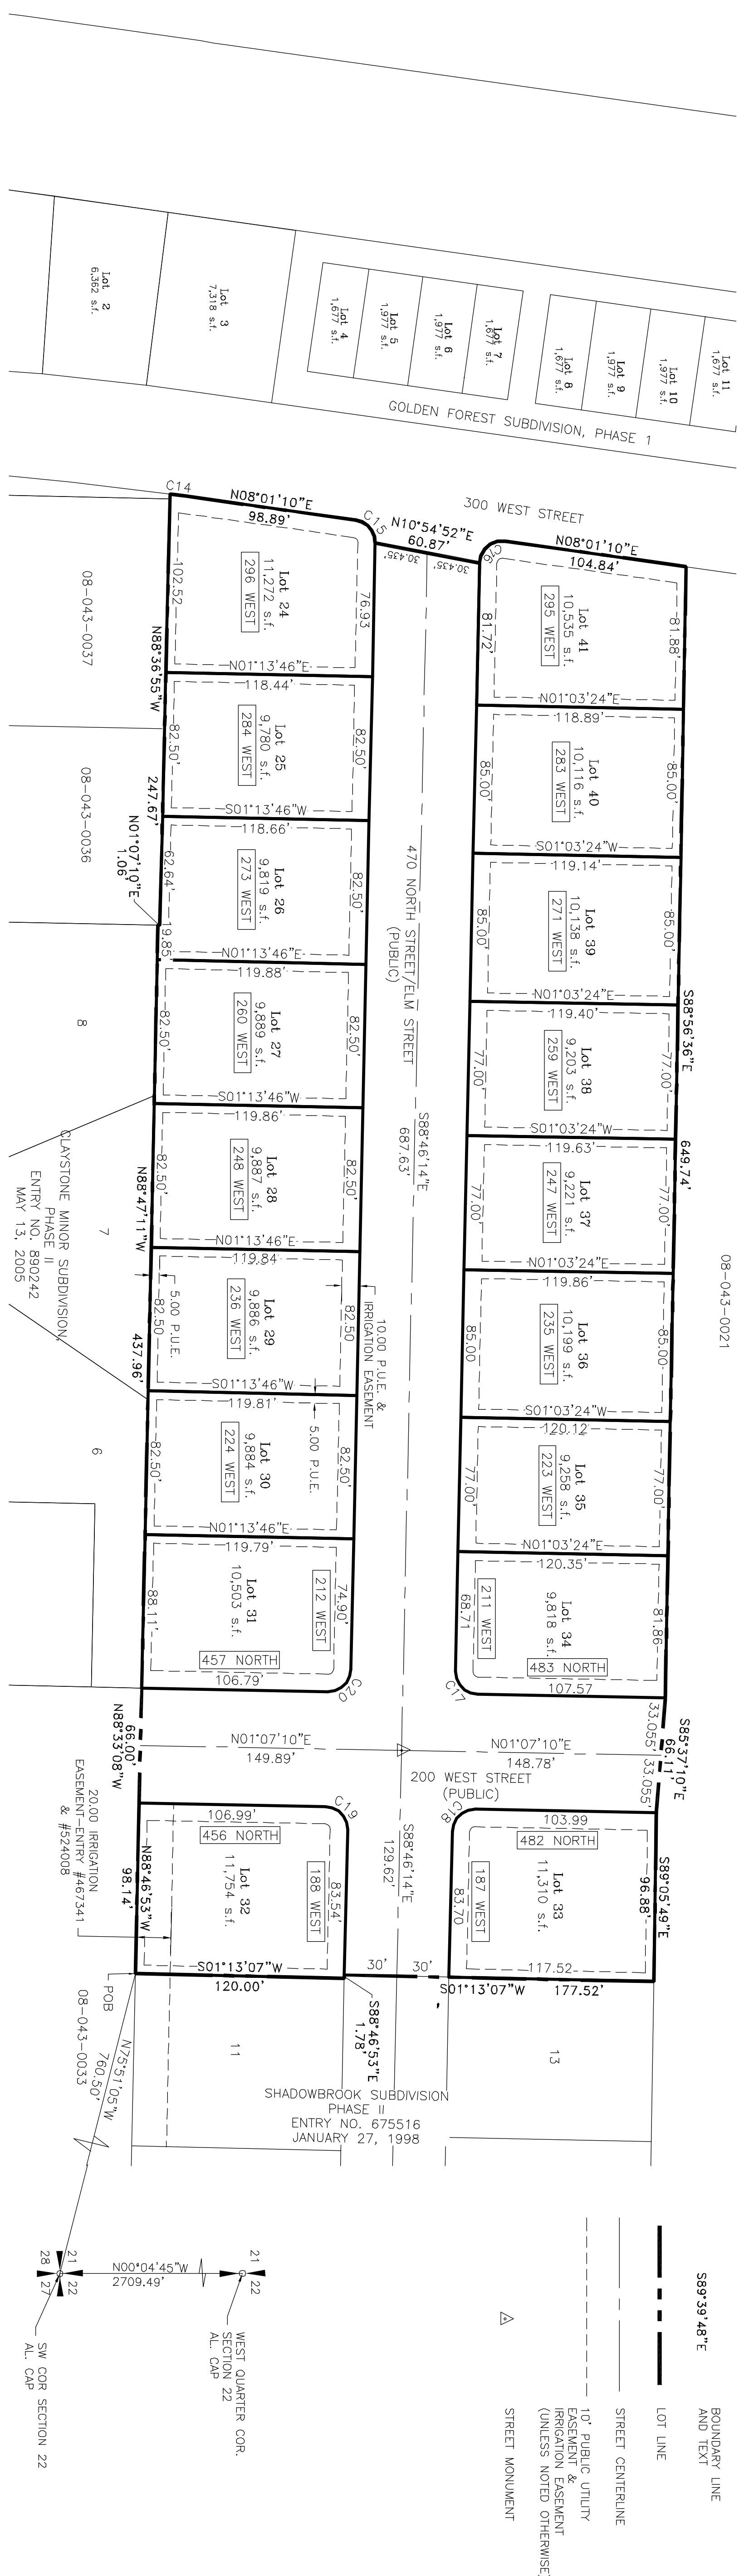 Lot 2
6,362 s.f.
Lot 3
7,318 s.f.
Lot 4
1,677 s.f.
Lot 5
1,977 s.f.
Lot 6
1,977 s.f.
Lot 7
1,677 s.f.
Lot 8
1,677 s.f.
Lot 9
1,977 s.f.
Lot 10
1,977 s.f.
Lot 11
1,677 s.f.
GOLDEN FOREST SUBDIVISION, PHASE 1
300 WEST STREET
C14
N08°01'10"E
98.89'
C15
N10°54'52"E
60.87'
30.435'
30.435'
C26
N08°01'10"E
104.84'
Lot 24
11,272 s.f.
296 WEST
76.93
102.52
N01°13'46"E
118.44'
Lot 25
9,780 s.f.
284 WEST
82.50'
82.50'
S01°13'46"W
118.66'
Lot 26
9,819 s.f.
273 WEST
82.50'
62.64'
19.85'
N01°13'46"E
119.88'
Lot 27
9,889 s.f.
260 WEST
82.50'
82.50'
S01°13'46"W
119.86'
Lot 28
9,887 s.f.
248 WEST
82.50'
82.50'
N01°13'46"E
119.84
Lot 29
9,886 s.f.
236 WEST
82.50
82.50
S01°13'46"W
119.81'
Lot 30
9,884 s.f.
224 WEST
82.50'
82.50'
N01°13'46"E
119.79'
Lot 31
10,503 s.f.
212 WEST
457 NORTH
74.90'
88.11'
106.79'
C20
5.00 P.U.E.
5.00 P.U.E.
10.00 P.U.E. &
IRRIGATION EASEMENT
N88°36'55"W
247.67'
N01°07'10"E
1.06'
N88°47'11"W
437.96'
08-043-0037
08-043-0036
8
7
6
CLAYSTONE MINOR SUBDIVISION,
PHASE II
ENTRY NO. 890242
MAY 13, 2005
470 NORTH STREET/ELM STREET
(PUBLIC)
S88°46'14"E
687.63'
Lot 41
10,535 s.f.
295 WEST
81.88'
81.72'
N01°03'24"E
118.89'
Lot 40
10,116 s.f.
283 WEST
85.00'
85.00'
S01°03'24"W
119.14'
Lot 39
10,138 s.f.
271 WEST
85.00'
85.00'
N01°03'24"E
119.40'
Lot 38
9,203 s.f.
259 WEST
77.00'
77.00'
S01°03'24"W
119.63'
Lot 37
9,221 s.f.
247 WEST
77.00'
77.00'
N01°03'24"E
119.86'
Lot 36
10,199 s.f.
235 WEST
85.00'
85.00
S01°03'24"W
120.12
Lot 35
9,258 s.f.
223 WEST
77.00'
77.00'
N01°03'24"E
120.35'
Lot 34
9,818 s.f.
211 WEST
483 NORTH
81.86
68.71
107.57
C17
S88°56'36"E
649.74'
08-043-0021
33.055'
33.055'
S85°37'10"E
66.11'
N01°07'10"E
149.89'
N01°07'10"E
148.78'
200 WEST STREET
(PUBLIC)
66.00'
N88°33'08"W
C19
C18
106.99'
456 NORTH
Lot 32
11,754 s.f.
188 WEST
83.54'
N88°46'53"W
98.14'
S01°13'07"W
120.00'
S88°46'14"E
129.62'
103.99
482 NORTH
Lot 33
11,310 s.f.
187 WEST
83.70
S89°05'49"E
96.88'
117.52
30'
30'
S01°13'07"W
177.52'
S88°46'53"E
1.78'
20.00 IRRIGATION
EASEMENT-ENTRY #467341
& #524008
POB
08-043-0033
N75°51'05"W
760.50'
11
13
SHADOWBROOK SUBDIVISION
PHASE II
ENTRY NO. 675516
JANUARY 27, 1998
21
28
22
27
N00°04'45"W
2709.49'
21
22
WEST QUARTER COR.
SECTION 22
AL. CAP
SW COR SECTION 22
AL. CAP
S89°39'48"E
BOUNDARY LINE
AND TEXT
LOT LINE
STREET CENTERLINE
10' PUBLIC UTILITY
EASEMENT &
IRRIGATION EASEMENT
(UNLESS NOTED OTHERWISE)
STREET MONUMENT